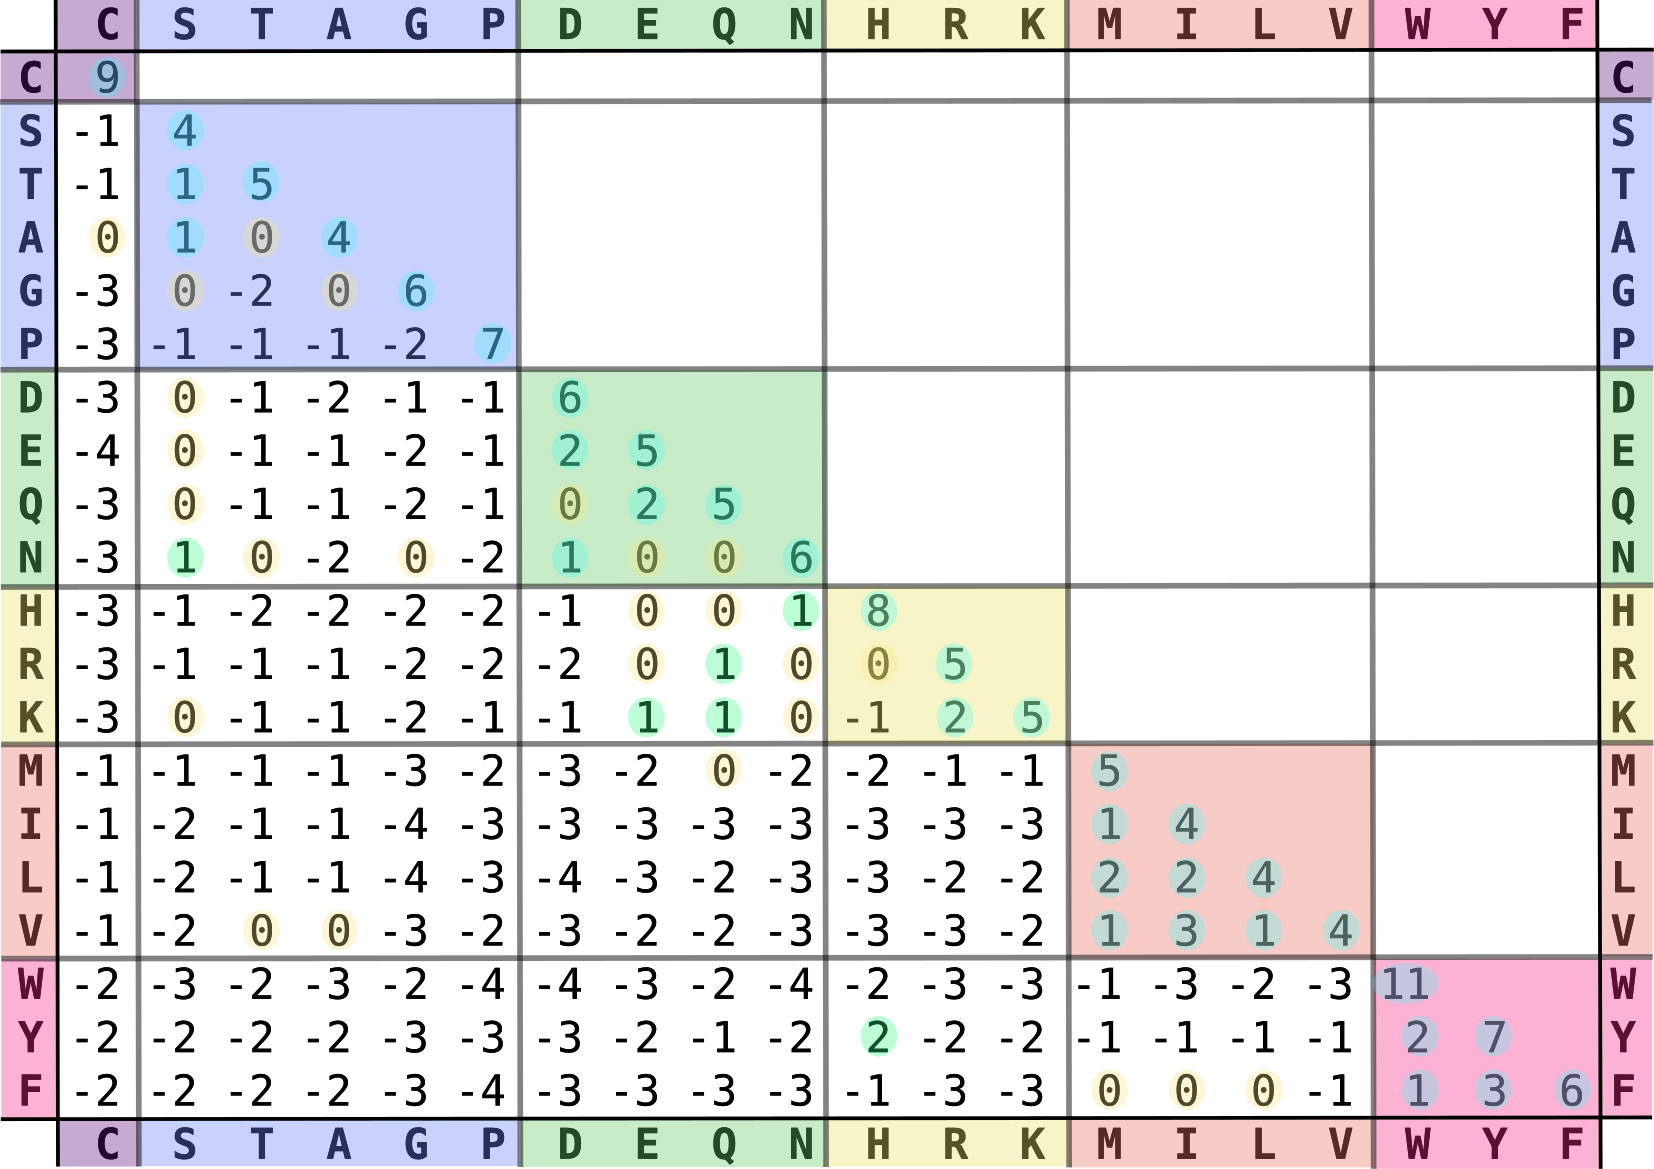 C S T A G P D E Q N H R K M I L V W Y F
C 9 C
S -1 4 S
T -1 1 5 T
A 0 1 0 4 A
G -3 0 -2 0 6 G
P -3 -1 -1 -1 -2 7 P
D -3 0 -1 -2 -1 -1 6 D
E -4 0 -1 -1 -2 -1 2 5 E
Q -3 0 -1 -1 -2 -1 0 2 5 Q
N -3 1 0 -2 0 -2 1 0 0 6 N
H -3 -1 -2 -2 -2 -2 -1 0 0 1 8 H
R -3 -1 -1 -1 -2 -2 -2 0 1 0 0 5 R
K -3 0 -1 -1 -2 -1 -1 1 1 0 -1 2 5 K
M -1 -1 -1 -1 -3 -2 -3 -2 0 -2 -2 -1 -1 5 M
I -1 -2 -1 -1 -4 -3 -3 -3 -3 -3 -3 -3 -3 1 4 I
L -1 -2 -1 -1 -4 -3 -4 -3 -2 -3 -3 -2 -2 2 2 4 L
V -1 -2 0 0 -3 -2 -3 -2 -2 -3 -3 -3 -2 1 3 1 4 V
W -2 -3 -2 -3 -2 -4 -4 -3 -2 -4 -2 -3 -3 -1 -3 -2 -3 11 W
Y -2 -2 -2 -2 -3 -3 -3 -2 -1 -2 2 -2 -2 -1 -1 -1 -1 2 7 Y
F -2 -2 -2 -2 -3 -4 -3 -3 -3 -3 -1 -3 -3 0 0 0 -1 1 3 6 F
C S T A G P D E Q N H R K M I L V W Y F